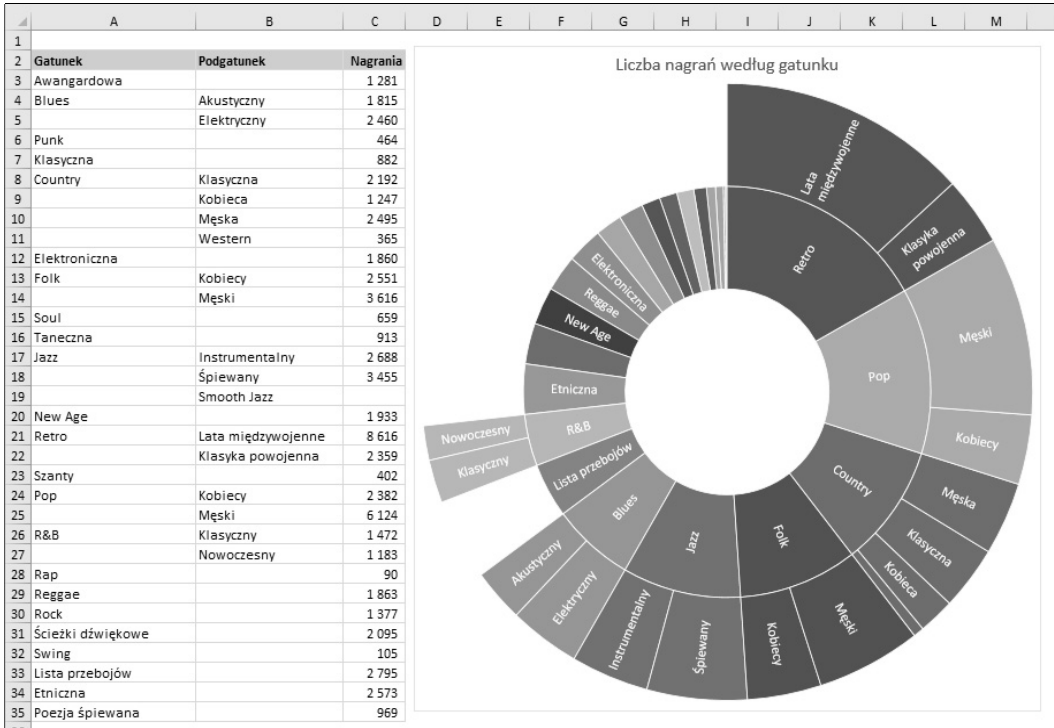 A B C D E F G H I J K L M
1
2 Gatunek Podgatunek Nagrania
3 Awangardowa 1 281
4 Blues Akustyczny 1 815
5 Elektryczny 2 460
6 Punk 464
7 Klasyczna 882
8 Country Klasyczna 2 192
9 Kobieca 1 247
10 Męska 2 495
11 Western 365
12 Elektroniczna 1 860
13 Folk Kobiecy 2 551
14 Męski 3 616
15 Soul 659
16 Taneczna 913
17 Jazz Instrumentalny 2 688
18 Śpiewany 3 455
19 Smooth Jazz
20 New Age 1 933
21 Retro Lata międzywojenne 8 616
22 Klasyka powojenna 2 359
23 Szanty 402
24 Pop Kobiecy 2 382
25 Męski 6 124
26 R&B Klasyczny 1 472
27 Nowoczesny 1 183
28 Rap 90
29 Reggae 1 863
30 Rock 1 377
31 Ścieżki dźwiękowe 2 095
32 Swing 105
33 Lista przebojów 2 795
34 Etniczna 2 573
35 Poezja śpiewana 969
Liczba nagrań według gatunku
Lata
międzywojenne
Klasyka
powojenna
Retro
Męski
Pop
Kobiecy
Country
Męska
Klasyczna
Kobieca
Folk
Męski
Kobiecy
Jazz
Śpiewany
Instrumentalny
Blues
Elektryczny
Akustyczny
Lista przebojów
R&B
Klasyczny
Nowoczesny
Etniczna
New Age
Reggae
Elektroniczna